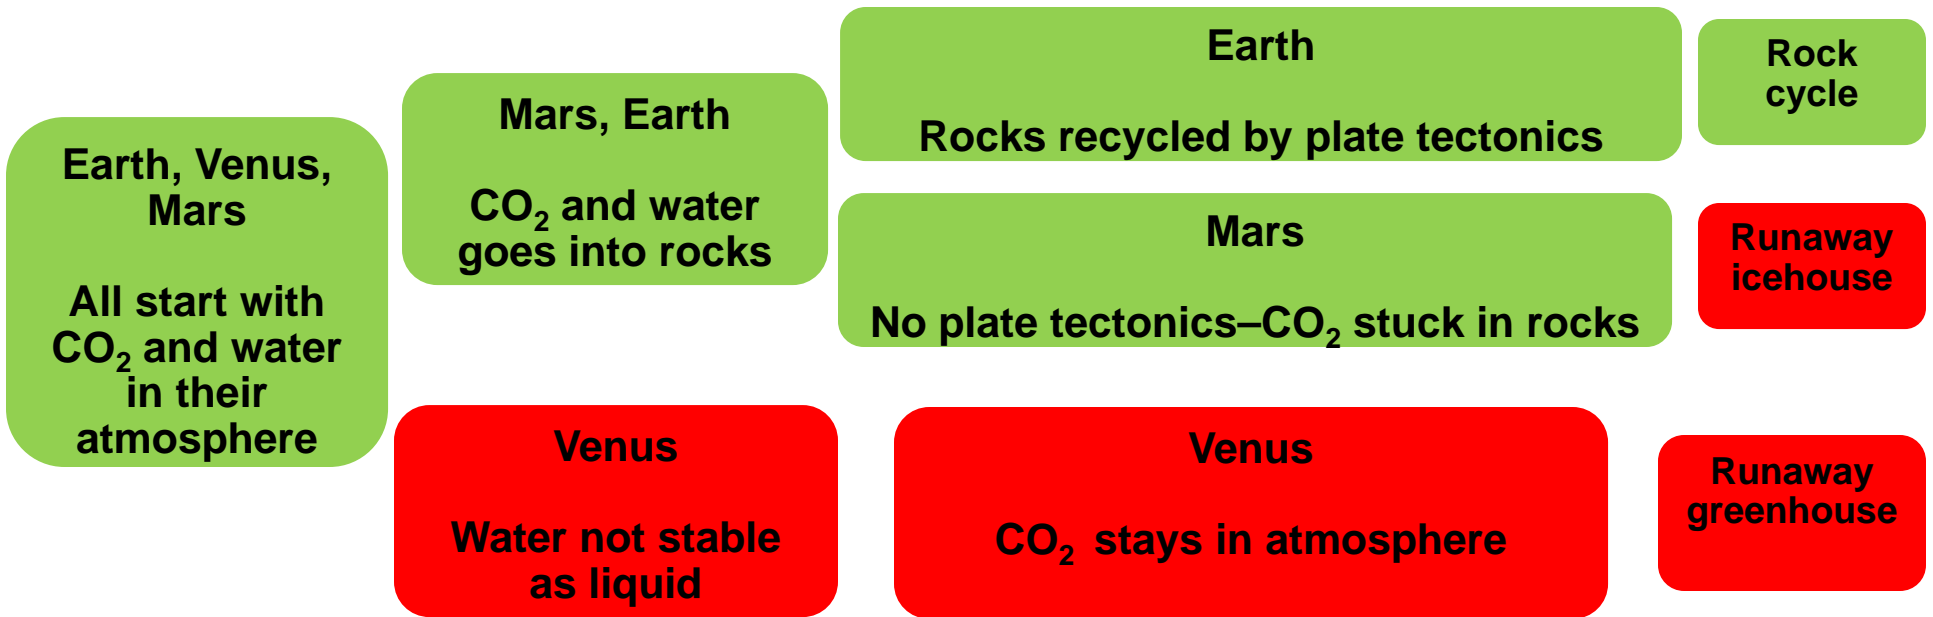 Earth, Venus,
Mars
All start with
CO₂ and water
in their
atmosphere
Mars, Earth
CO₂ and water
goes into rocks
Earth
Rocks recycled by plate tectonics
Rock
cycle
Mars
No plate tectonics–CO₂ stuck in rocks
Runaway
icehouse
Venus
Water not stable
as liquid
Venus
CO₂ stays in atmosphere
Runaway
greenhouse